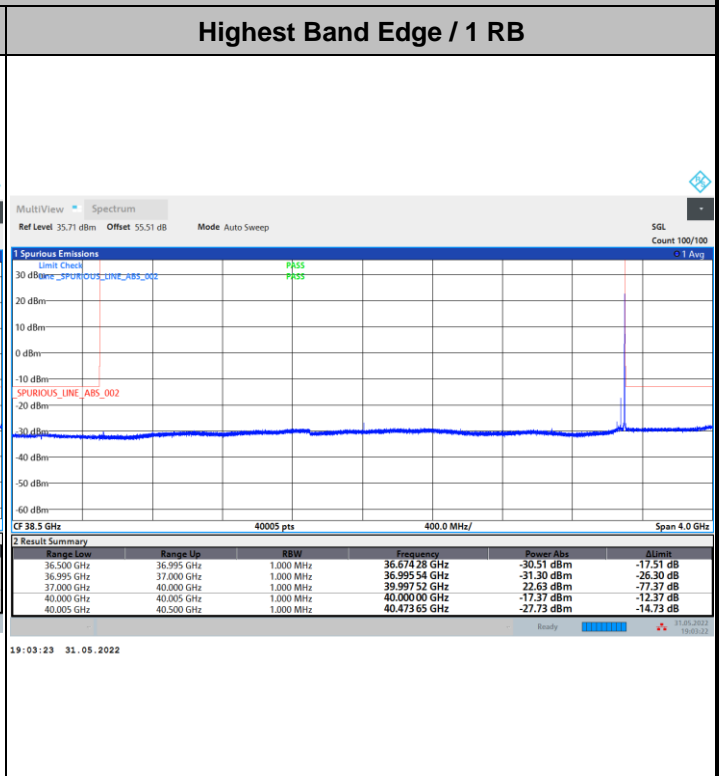 Highest Band Edge / 1 RB
MultiView Spectrum
Ref Level 35.71 dBm Offset 55.51 dB Mode Auto Sweep SGL
Count 100/100
1 Spurious Emissions 1 Avg
Limit Check PASS
30 dBm Line _SPURIOUS_LINE_ABS_002 PASS
20 dBm
10 dBm
0 dBm
-10 dBm
_SPURIOUS_LINE_ABS_002
-20 dBm
-30 dBm
-40 dBm
-50 dBm
-60 dBm
CF 38.5 GHz 40005 pts 400.0 MHz/ Span 4.0 GHz
2 Result Summary
Range Low Range Up RBW Frequency Power Abs ΔLimit
36.500 GHz 36.995 GHz 1.000 MHz 36.674 28 GHz -30.51 dBm -17.51 dB
36.995 GHz 37.000 GHz 1.000 MHz 36.995 54 GHz -31.30 dBm -26.30 dB
37.000 GHz 40.000 GHz 1.000 MHz 39.997 52 GHz 22.63 dBm -77.37 dB
40.000 GHz 40.005 GHz 1.000 MHz 40.000 00 GHz -17.37 dBm -12.37 dB
40.005 GHz 40.500 GHz 1.000 MHz 40.473 65 GHz -27.73 dBm -14.73 dB
Ready 31.05.2022
19:03:22
19:03:23 31.05.2022